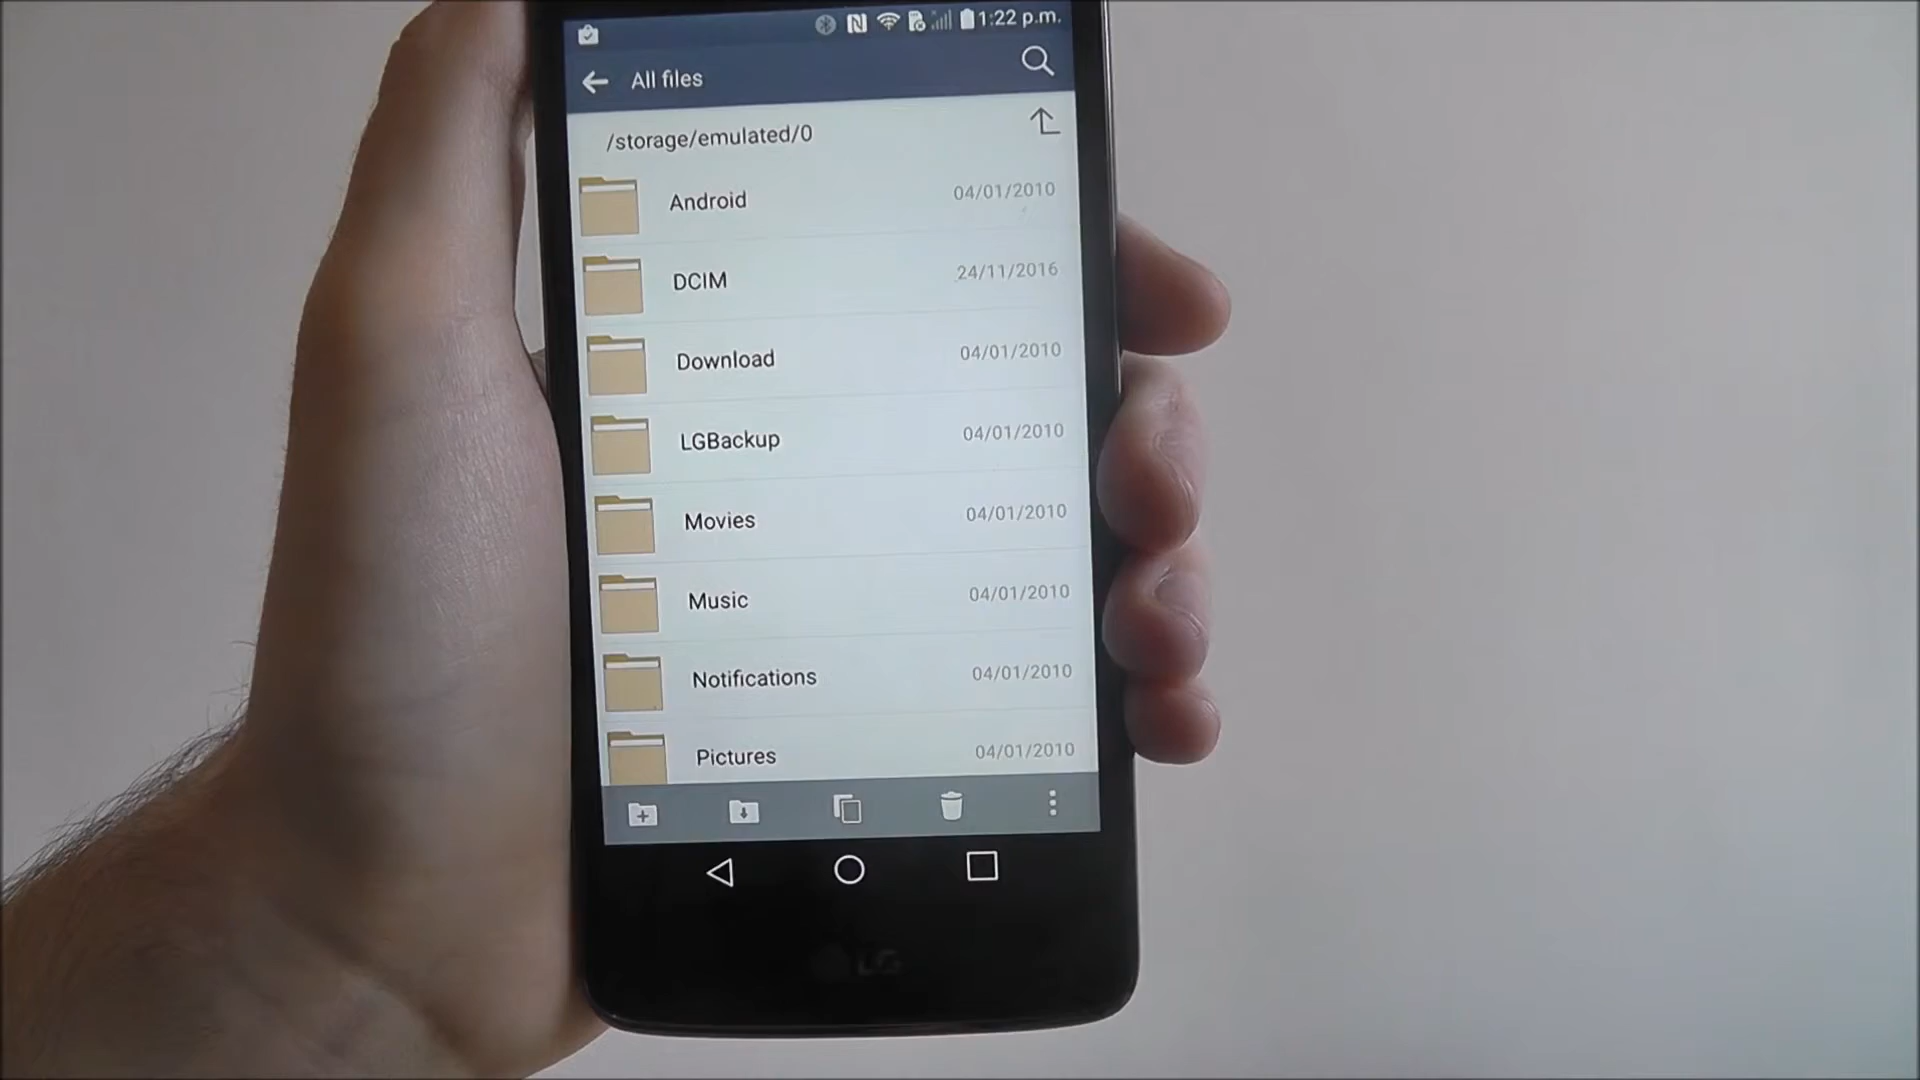 1:22 p.m.
All files
/storage/emulated/0
Android 04/01/2010
DCIM 24/11/2016
Download 04/01/2010
LGBackup 04/01/2010
Movies 04/01/2010
Music 04/01/2010
Notifications 04/01/2010
Pictures 04/01/2010
LG